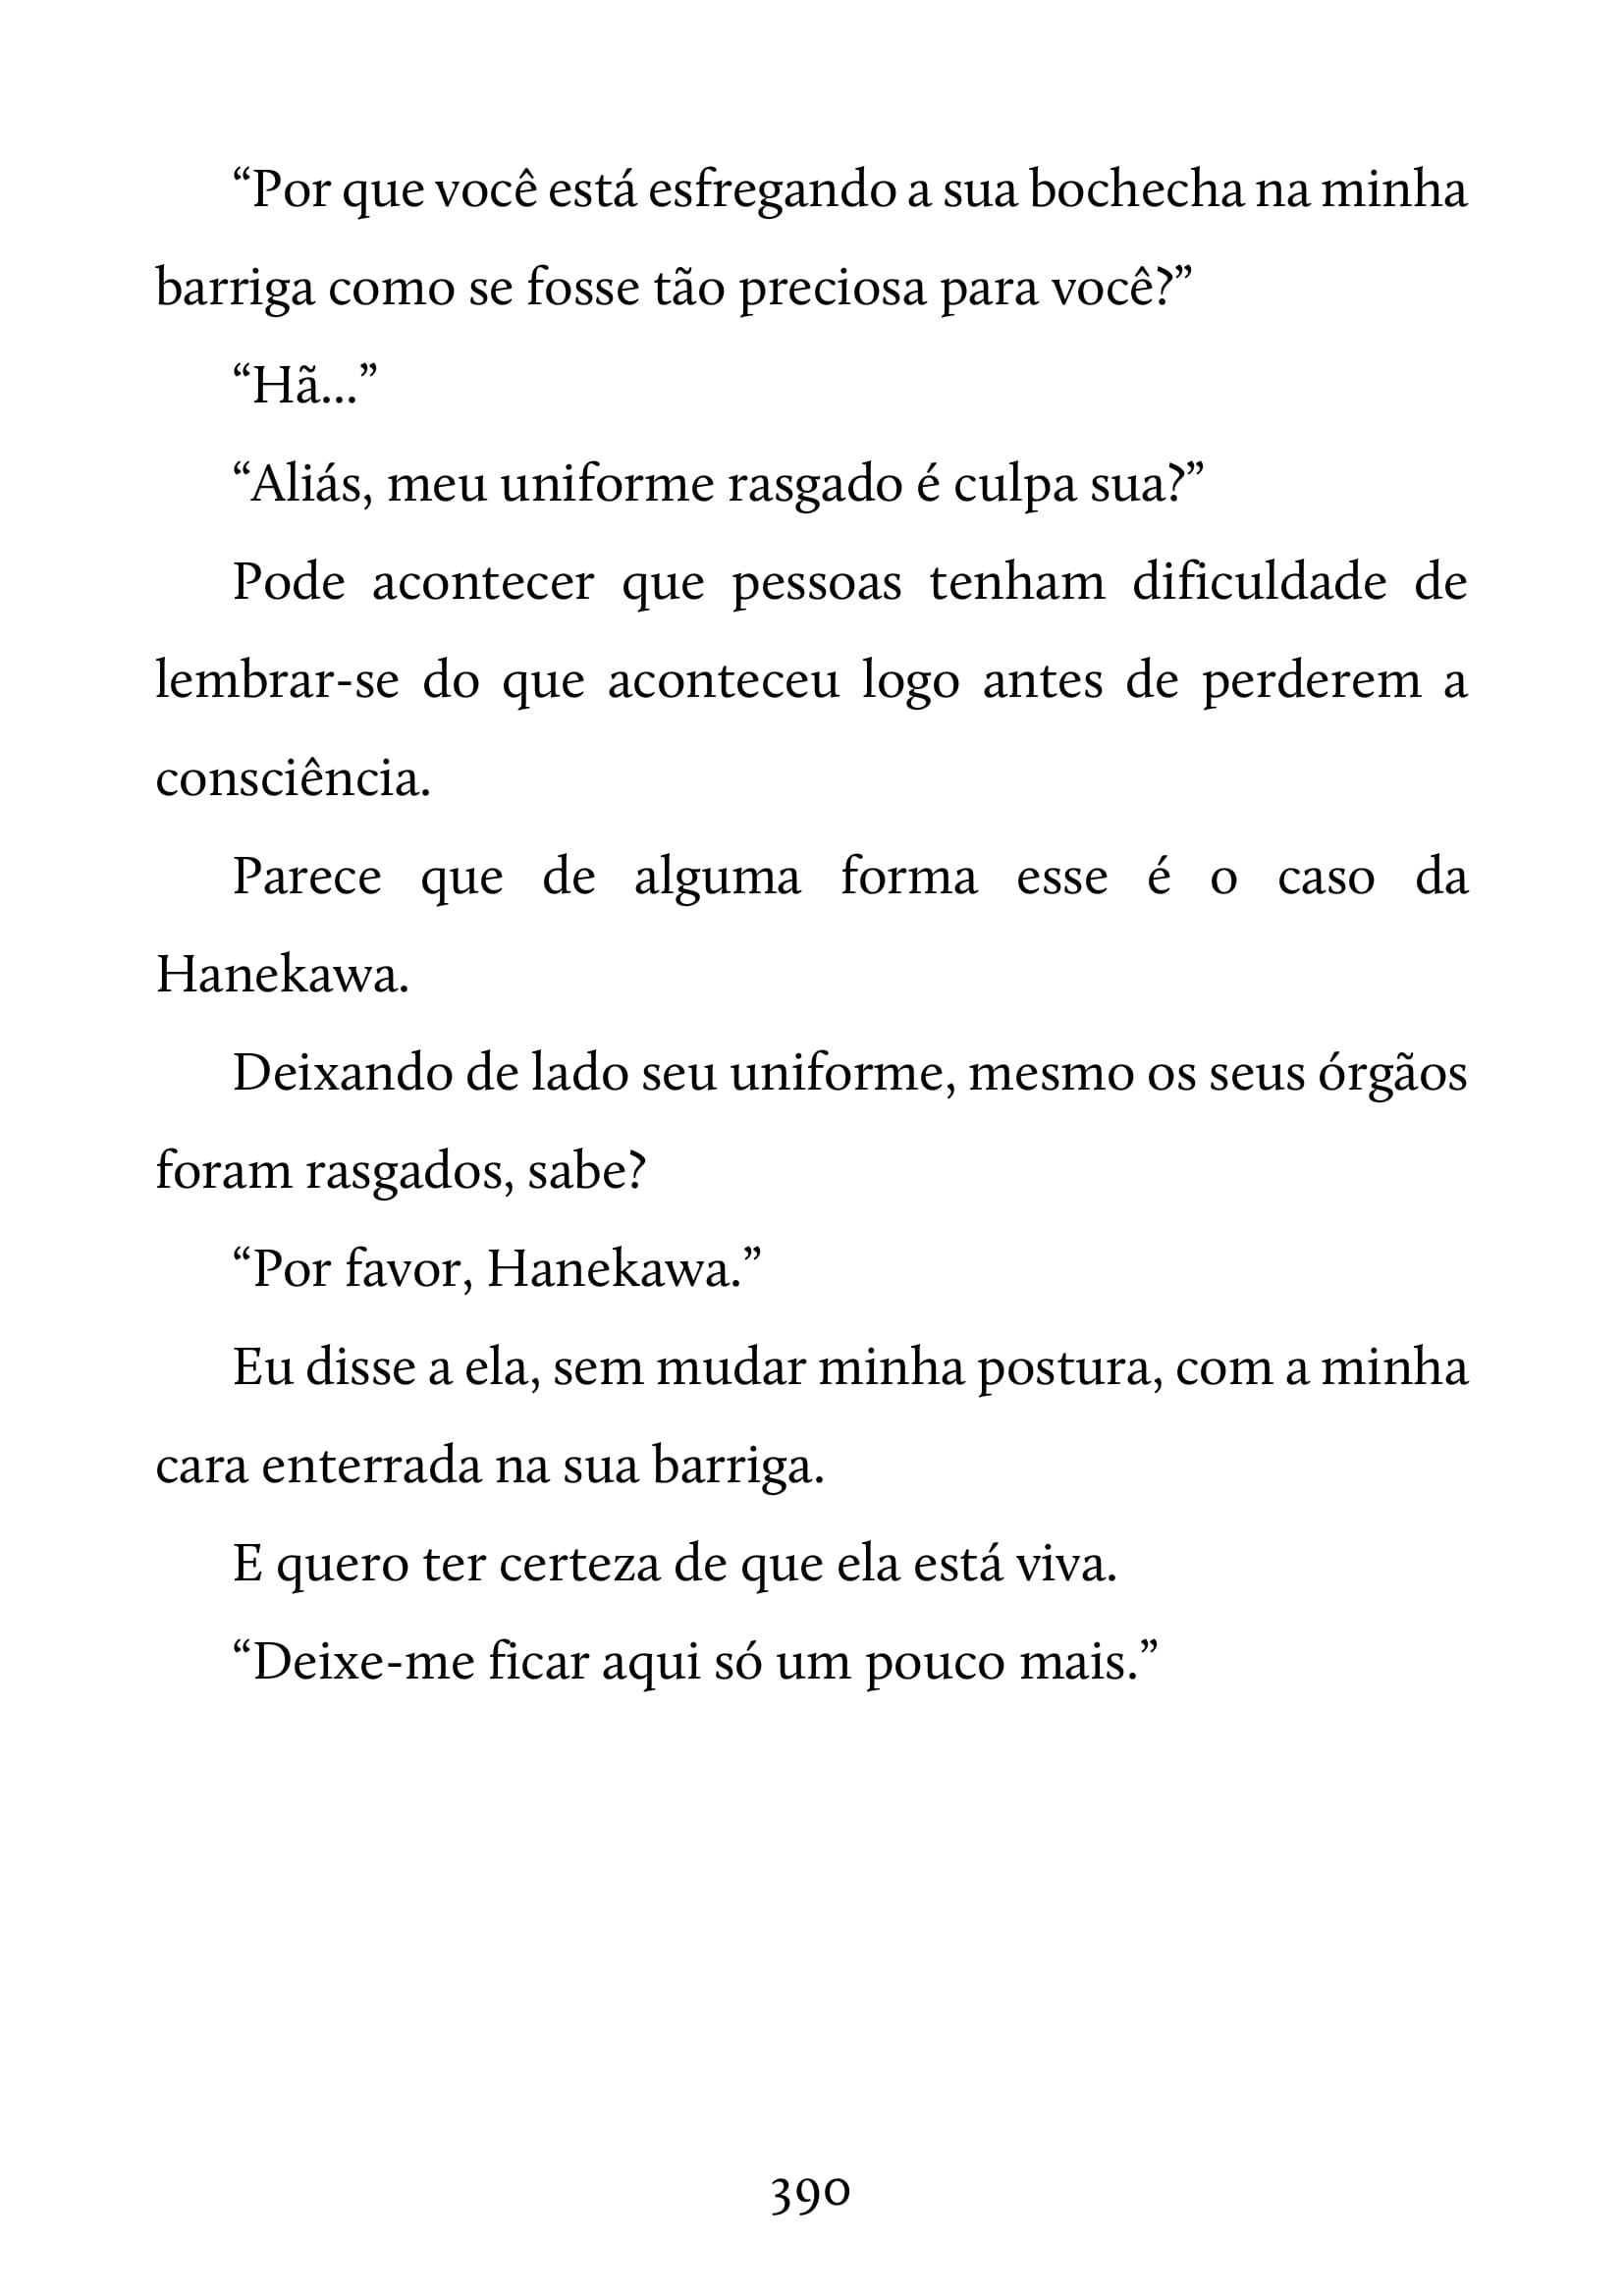 “Por que você está esfregando a sua bochecha na minha
barriga como se fosse tão preciosa para você?”
“Hã...”
“Aliás, meu uniforme rasgado é culpa sua?”
Pode acontecer que pessoas tenham dificuldade de
lembrar-se do que aconteceu logo antes de perderem a
consciência.
Parece que de alguma forma esse é o caso da
Hanekawa.
Deixando de lado seu uniforme, mesmo os seus órgãos
foram rasgados, sabe?
“Por favor, Hanekawa.”
Eu disse a ela, sem mudar minha postura, com a minha
cara enterrada na sua barriga.
E quero ter certeza de que ela está viva.
“Deixe-me ficar aqui só um pouco mais.”
390